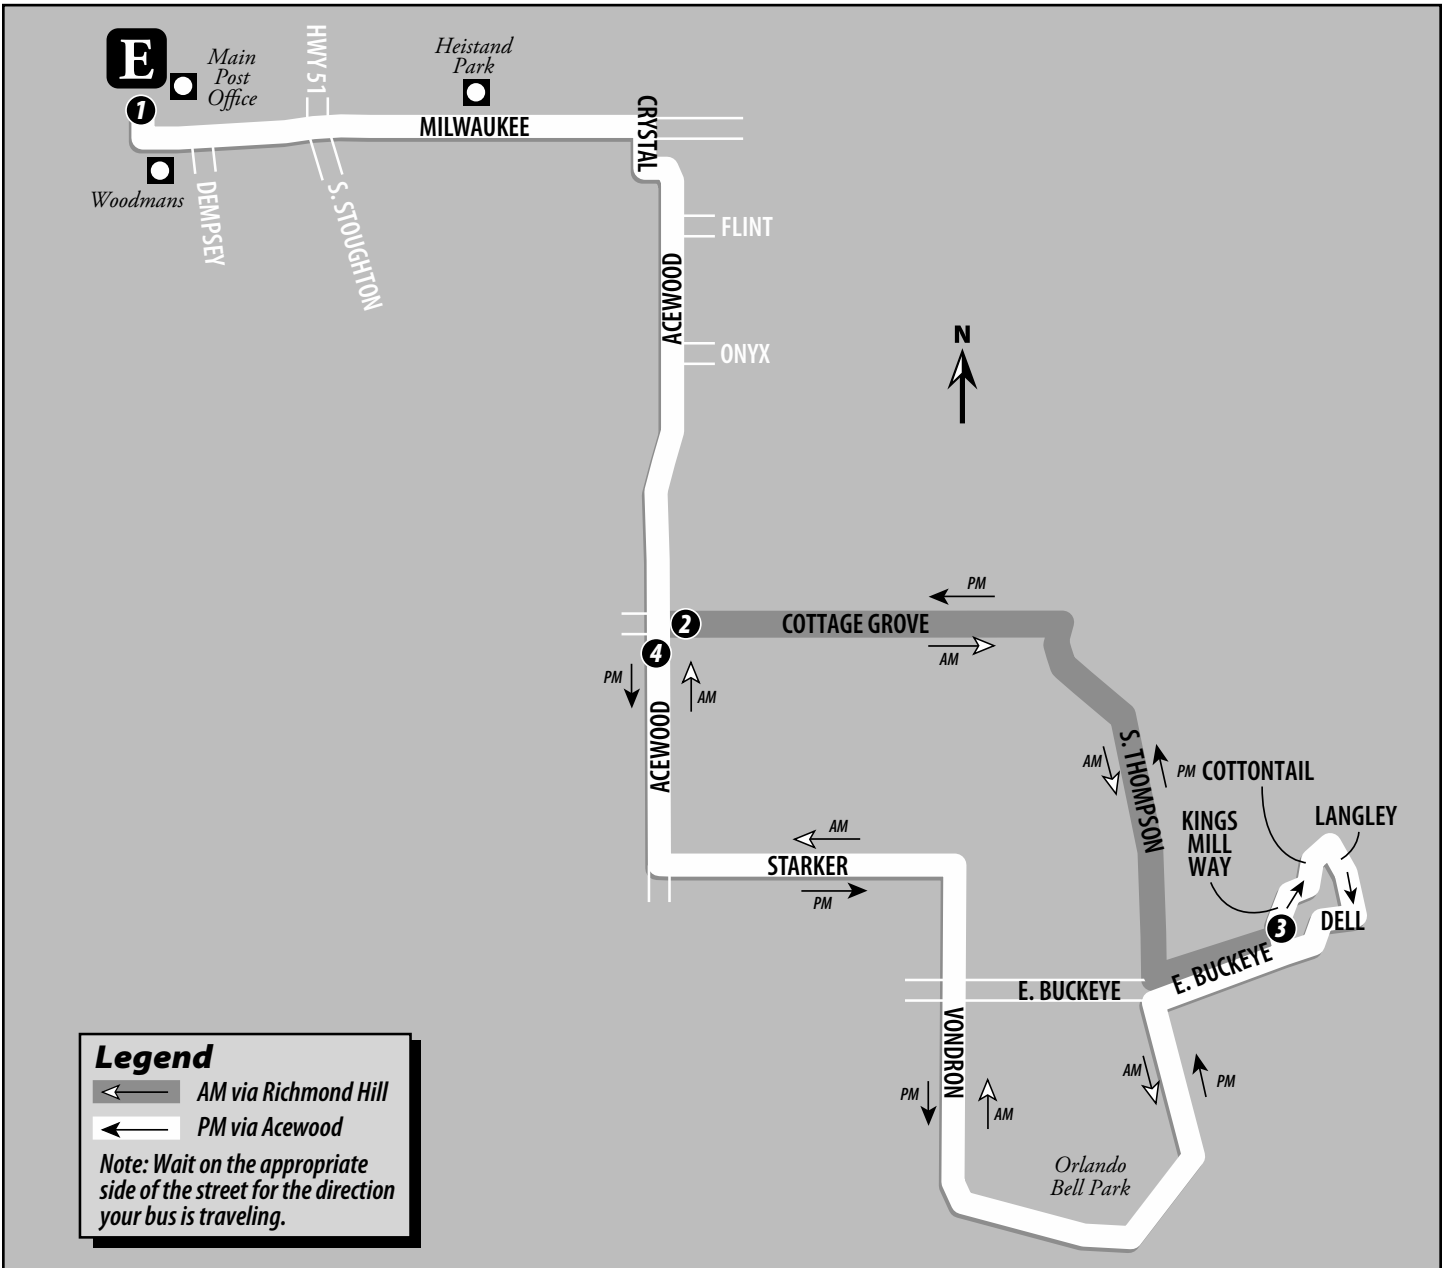 E
Main
Post
Office
HWY 51
Heistand
Park
1
MILWAUKEE
CRYSTAL
Woodmans
DEMPSEY
S. STOUGHTON
FLINT
ACEWOOD
ONYX
N
PM
2
COTTAGE GROVE
4
AM
PM
AM
ACEWOOD
S. THOMPSON
AM
PM
COTTONTAIL
LANGLEY
KINGS
MILL
WAY
AM
STARKER
PM
3
DELL
E. BUCKEYE
E. BUCKEYE
VONDRON
AM
PM
PM
AM
Orlando
Bell Park
Legend
AM via Richmond Hill
PM via Acewood
Note: Wait on the appropriate
side of the street for the direction
your bus is traveling.